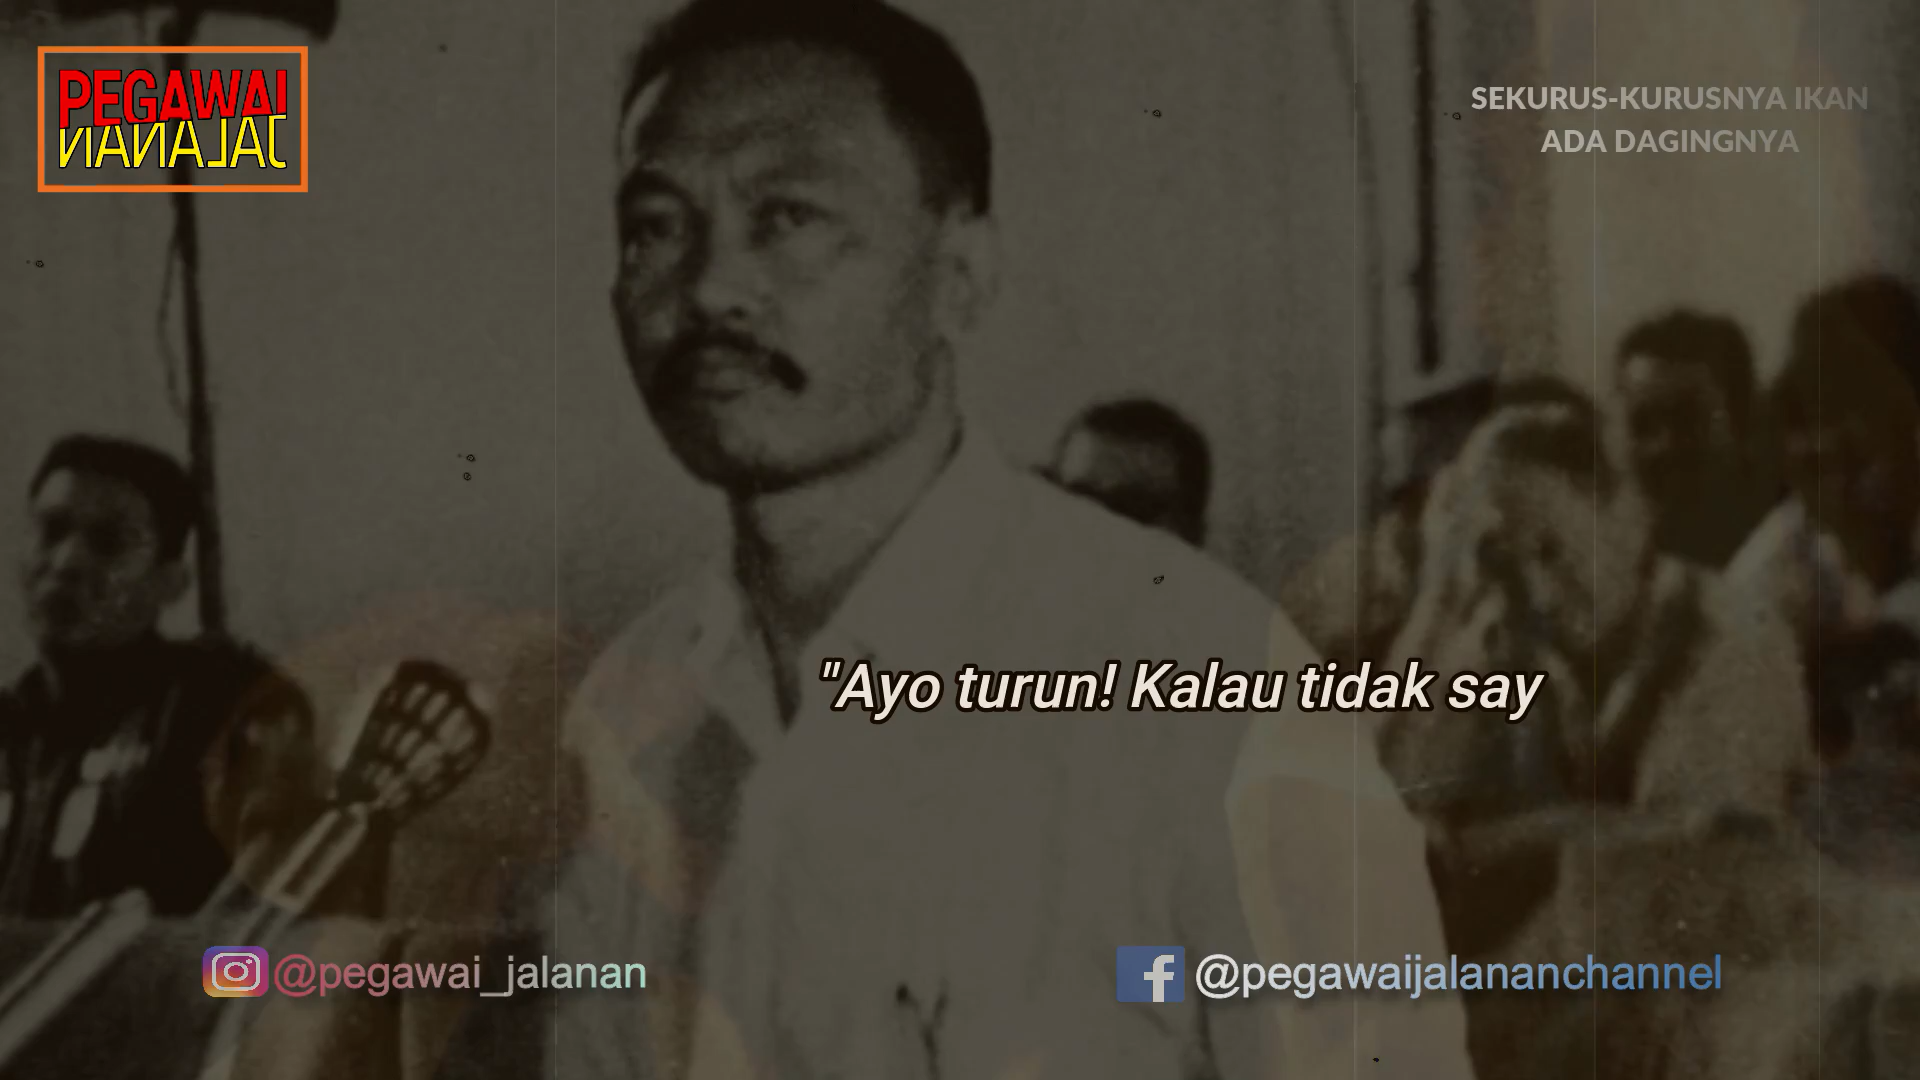 PEGAWAI
JALANAN
SEKURUS-KURUSNYA IKAN
ADA DAGINGNYA
"Ayo turun! Kalau tidak say
@pegawai_jalanan
@pegawaijalananchannel